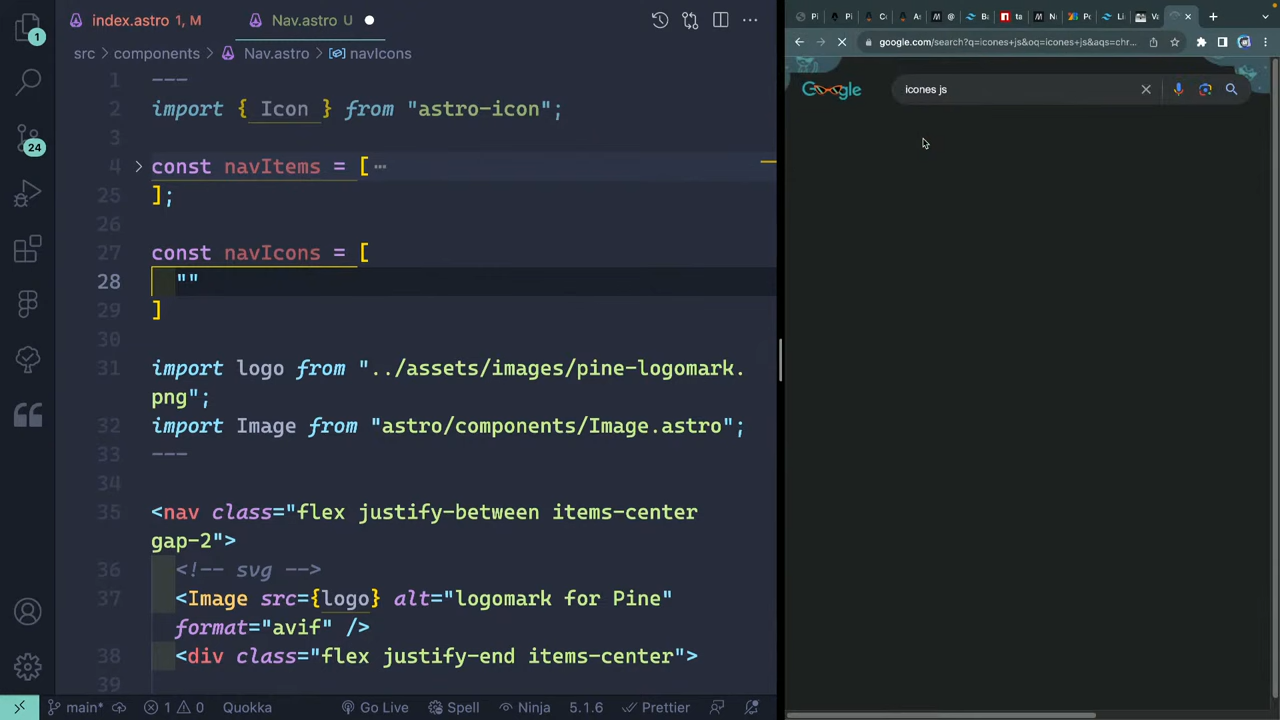 index.astro 1, M
Nav.astro U
src > components > Nav.astro > navIcons
1 ---
2 import { Icon } from "astro-icon";
3
4 const navItems = [ ⋯
25 ];
26
27 const navIcons = [
28 ""
29 ]
30
31 import logo from "../assets/images/pine-logomark.
png";
32 import Image from "astro/components/Image.astro";
33 ---
34
35 <nav class="flex justify-between items-center
gap-2">
36 <!-- svg -->
37 <Image src={logo} alt="logomark for Pine"
format="avif" />
38 <div class="flex justify-end items-center">
39
1
24
main* 1 0 Quokka Go Live Spell Ninja 5.1.6 Prettier
google.com/search?q=icones+js&oq=icones+js&aqs=chr...
Google
icones js